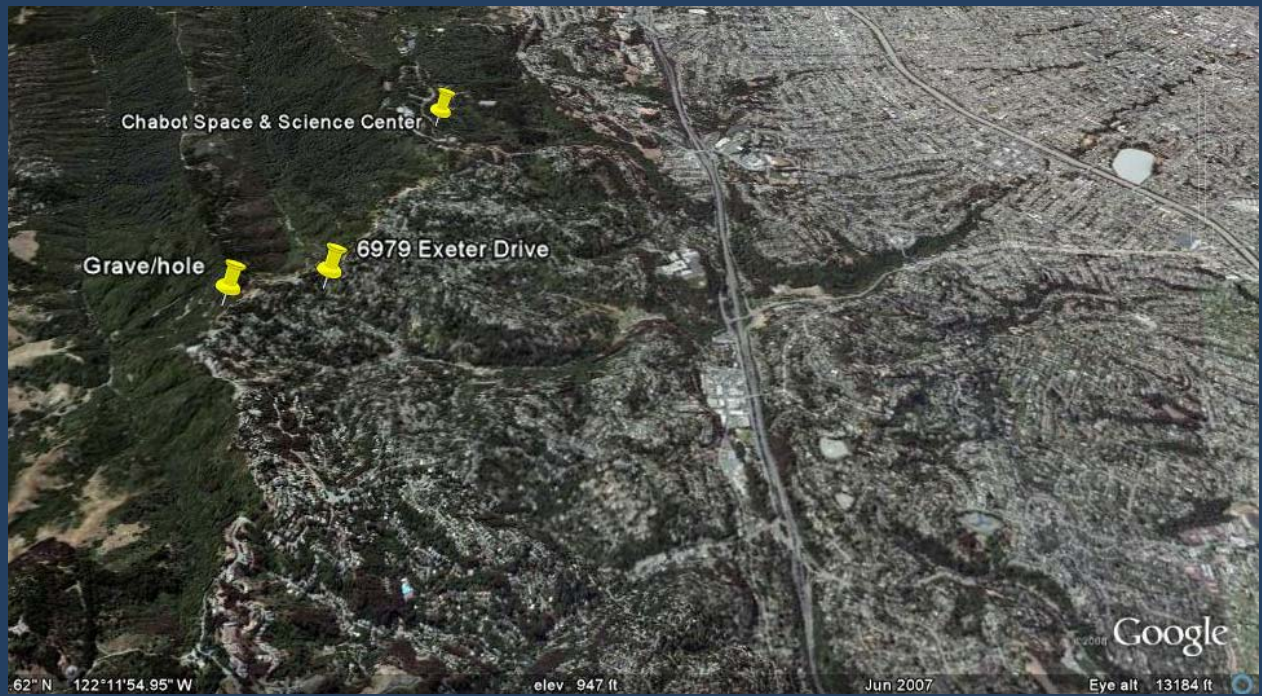 Chabot Space & Science Center
6979 Exeter Drive
Grave/hole
©2008 Google
.62" N 122°11'54.95" W elev 947 ft Jun 2007 Eye alt 13184 ft